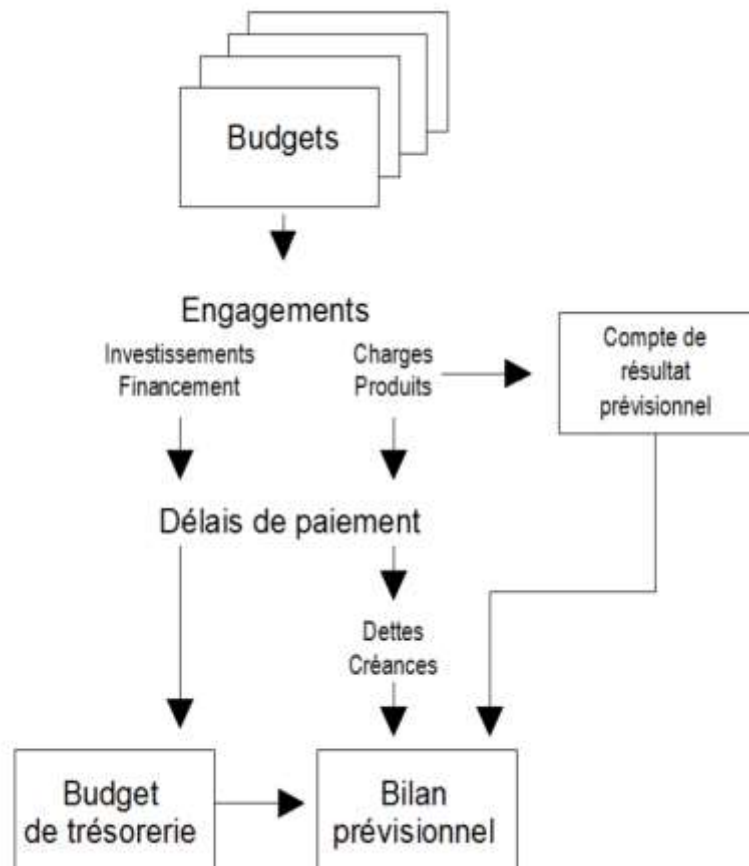 Budgets
Engagements
Investissements
Financement
Charges
Produits
Compte de
résultat
prévisionnel
Délais de paiement
Dettes
Créances
Budget
de trésorerie
Bilan
prévisionnel